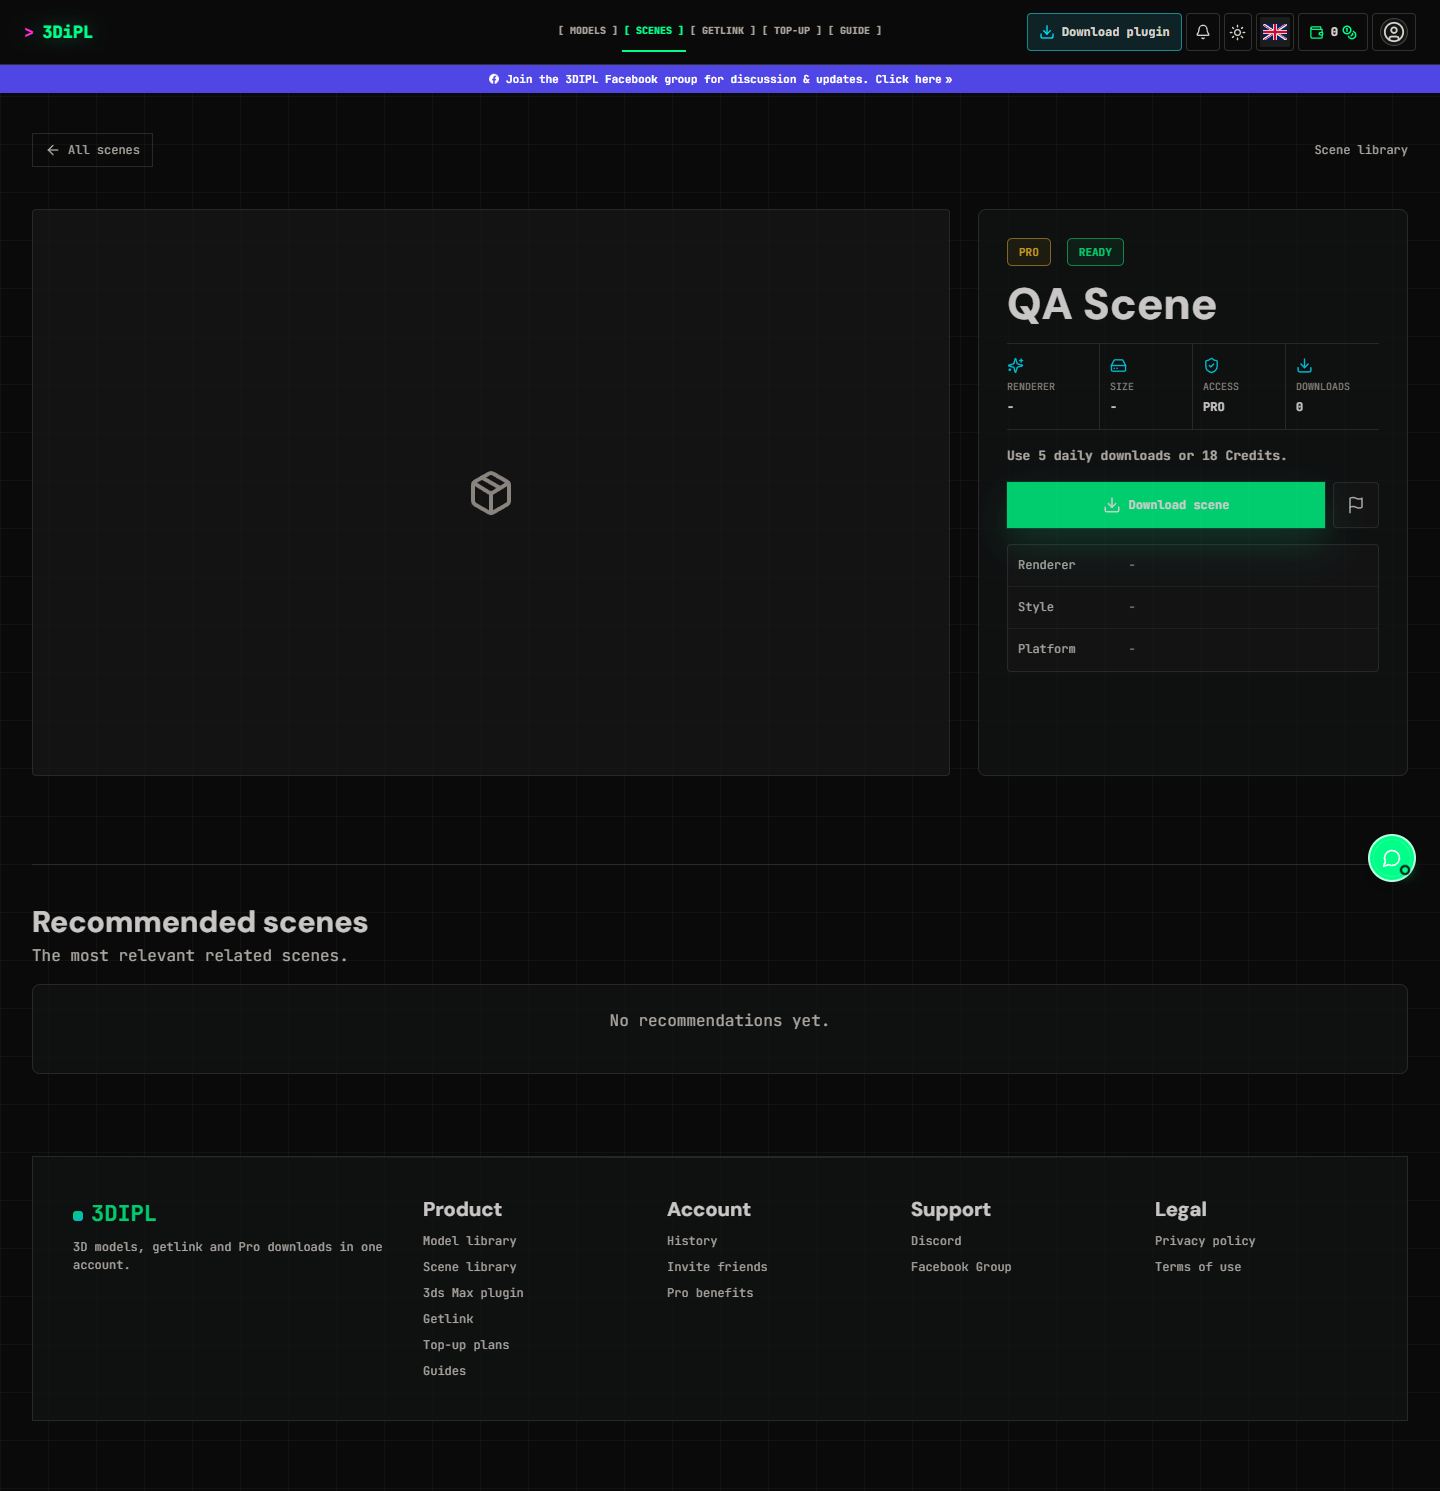 > 3DiPL
[ MODELS ] [ SCENES ] [ GETLINK ] [ TOP-UP ] [ GUIDE ]
Download plugin
0
Join the 3DIPL Facebook group for discussion & updates. Click here »
All scenes
Scene library
PRO
READY
QA Scene
RENDERER
-
SIZE
-
ACCESS
PRO
DOWNLOADS
0
Use 5 daily downloads or 18 Credits.
Download scene
Renderer -
Style -
Platform -
Recommended scenes
The most relevant related scenes.
No recommendations yet.
3DIPL
3D models, getlink and Pro downloads in one
account.
Product
Model library
Scene library
3ds Max plugin
Getlink
Top-up plans
Guides
Account
History
Invite friends
Pro benefits
Support
Discord
Facebook Group
Legal
Privacy policy
Terms of use